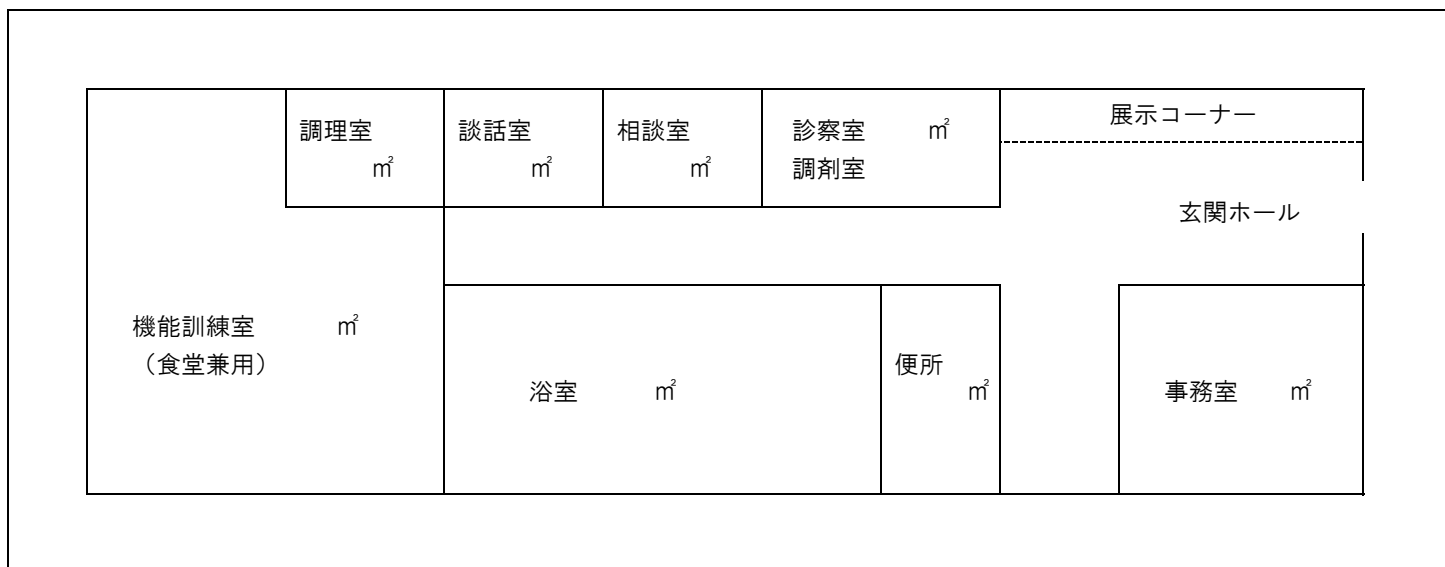 展示コーナー
調理室
㎡
談話室
㎡
相談室
㎡
診察室 ㎡
調剤室
玄関ホール
機能訓練室 ㎡
（食堂兼用）
浴室 ㎡
便所
㎡
事務室 ㎡